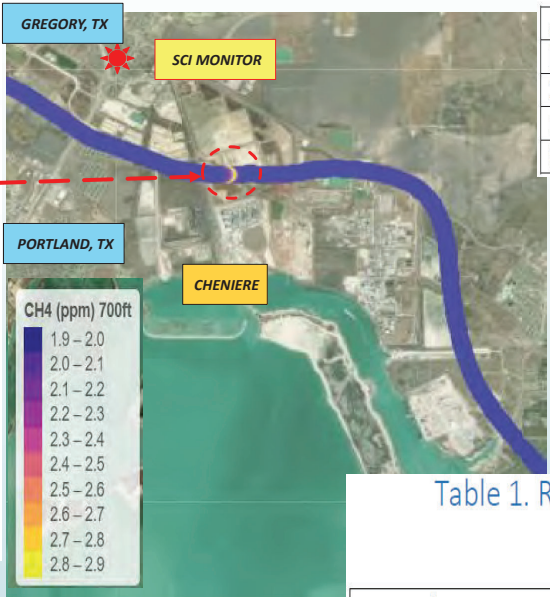 GREGORY, TX
SCI MONITOR
PORTLAND, TX
CHENIERE
CH4 (ppm) 700ft
1.9 – 2.0
2.0 – 2.1
2.1 – 2.2
2.2 – 2.3
2.3 – 2.4
2.4 – 2.5
2.5 – 2.6
2.6 – 2.7
2.7 – 2.8
2.8 – 2.9
Table 1. R